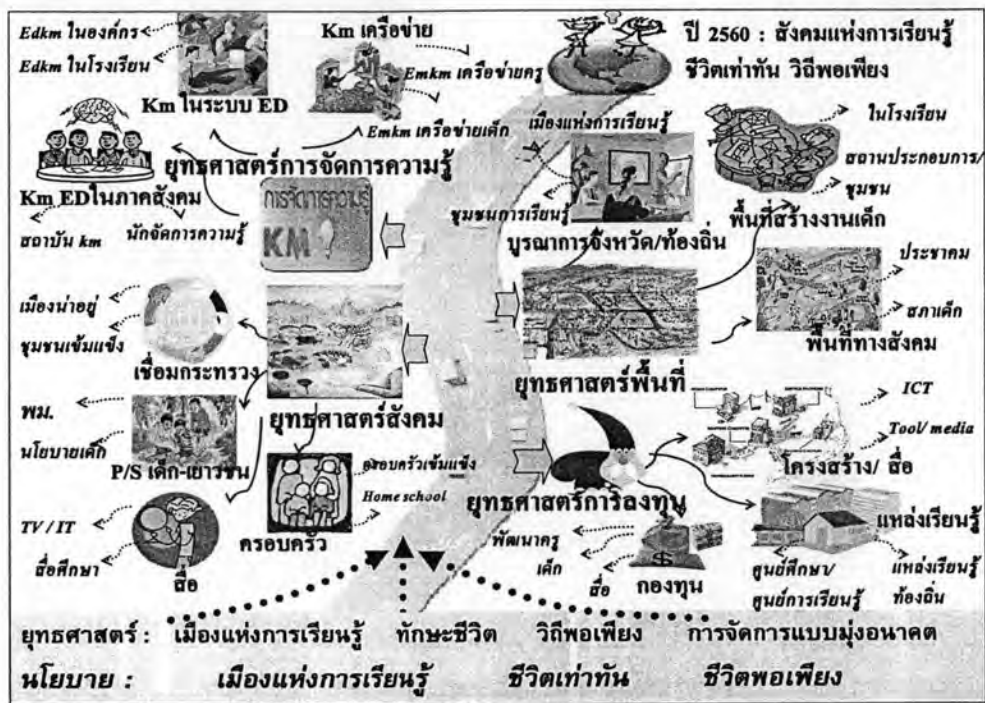 ปี 2560 : สังคมแห่งการเรียนรู้
ชีวิตเท่าทัน วิถีพอเพียง
Edkm ในองค์กร
Edkm ในโรงเรียน
Km ในระบบ ED
Km เครือข่าย
Emkm เครือข่ายครู
Emkm เครือข่ายเด็ก
ยุทธศาสตร์การจัดการความรู้
Km EDในภาคสังคม
สถาบัน km
นักจัดการความรู้
การจัดการความรู้
KM
เมืองแห่งการเรียนรู้
ชุมชนการเรียนรู้
บูรณาการจังหวัด/ท้องถิ่น
ในโรงเรียน
สถานประกอบการ/
ชุมชน
พื้นที่สร้างงานเด็ก
ประชาคม
สภาเด็ก
พื้นที่ทางสังคม
ยุทธศาสตร์พื้นที่
เมืองน่าอยู่
ชุมชนเข้มแข็ง
เชื่อมกระทรวง
ยุทธศาสตร์สังคม
พม.
นโยบายเด็ก
P/S เด็ก-เยาวชน
ครอบครัวเข้มแข็ง
Home school
ครอบครัว
TV / IT
สื่อศึกษา
สื่อ
ยุทธศาสตร์การลงทุน
ICT
Tool/ media
โครงสร้าง/ สื่อ
พัฒนาครู
เด็ก
สื่อ
กองทุน
แหล่งเรียนรู้
ศูนย์ศึกษา/
ศูนย์การเรียนรู้
แหล่งเรียนรู้
ท้องถิ่น
ยุทธศาสตร์ : เมืองแห่งการเรียนรู้ ทักษะชีวิต วิถีพอเพียง การจัดการแบบมุ่งอนาคต
นโยบาย : เมืองแห่งการเรียนรู้ ชีวิตเท่าทัน ชีวิตพอเพียง